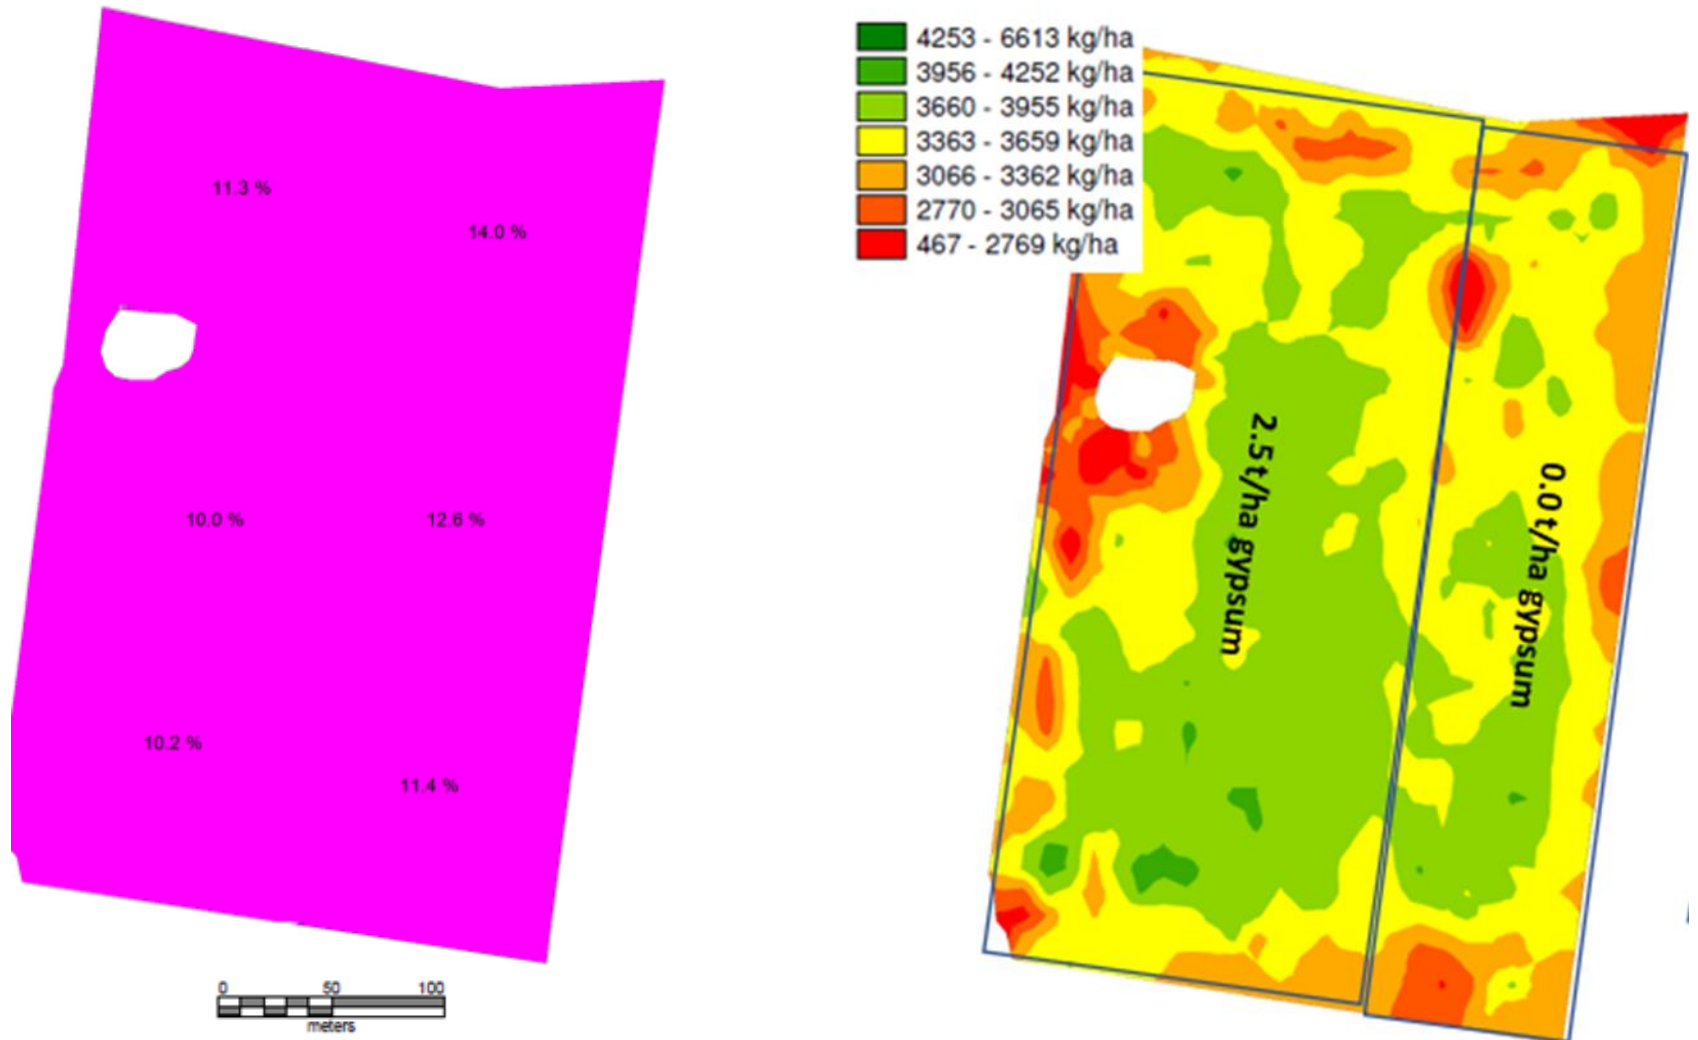 11.3 %
14.0 %
10.0 %
12.6 %
10.2 %
11.4 %
0 50 100
meters
4253 - 6613 kg/ha
3956 - 4252 kg/ha
3660 - 3955 kg/ha
3363 - 3659 kg/ha
3066 - 3362 kg/ha
2770 - 3065 kg/ha
467 - 2769 kg/ha
2.5 t/ha gypsum
0.0 t/ha gypsum